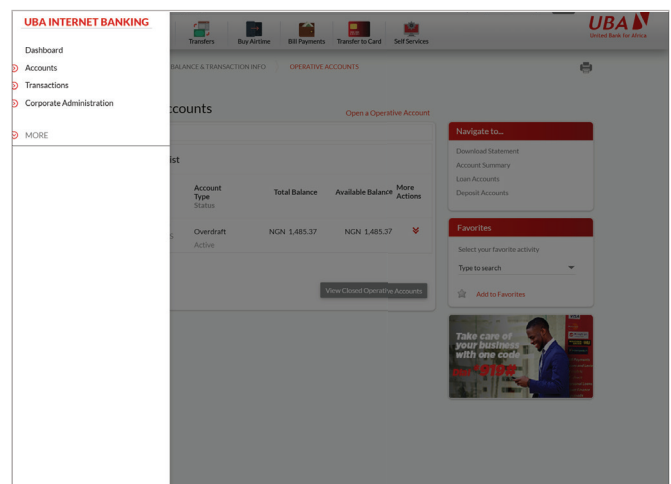 UBA INTERNET BANKING
Dashboard
Accounts
Transactions
Corporate Administration
MORE
Transfers
Buy Airtime
Bill Payments
Transfer to Card
Self Services
UBA
United Bank for Africa
BALANCE & TRANSACTION INFO
OPERATIVE ACCOUNTS
ccounts
Open a Operative Account
ist
Account Type
Status
Total Balance
Available Balance
More Actions
S
Overdraft
Active
NGN 1,485.37
NGN 1,485.37
View Closed Operative Accounts
Navigate to...
Download Statement
Account Summary
Loan Accounts
Deposit Accounts
Favorites
Select your favorite activity
Type to search
Add to Favorites
Take care of
your business
with one code
*919#